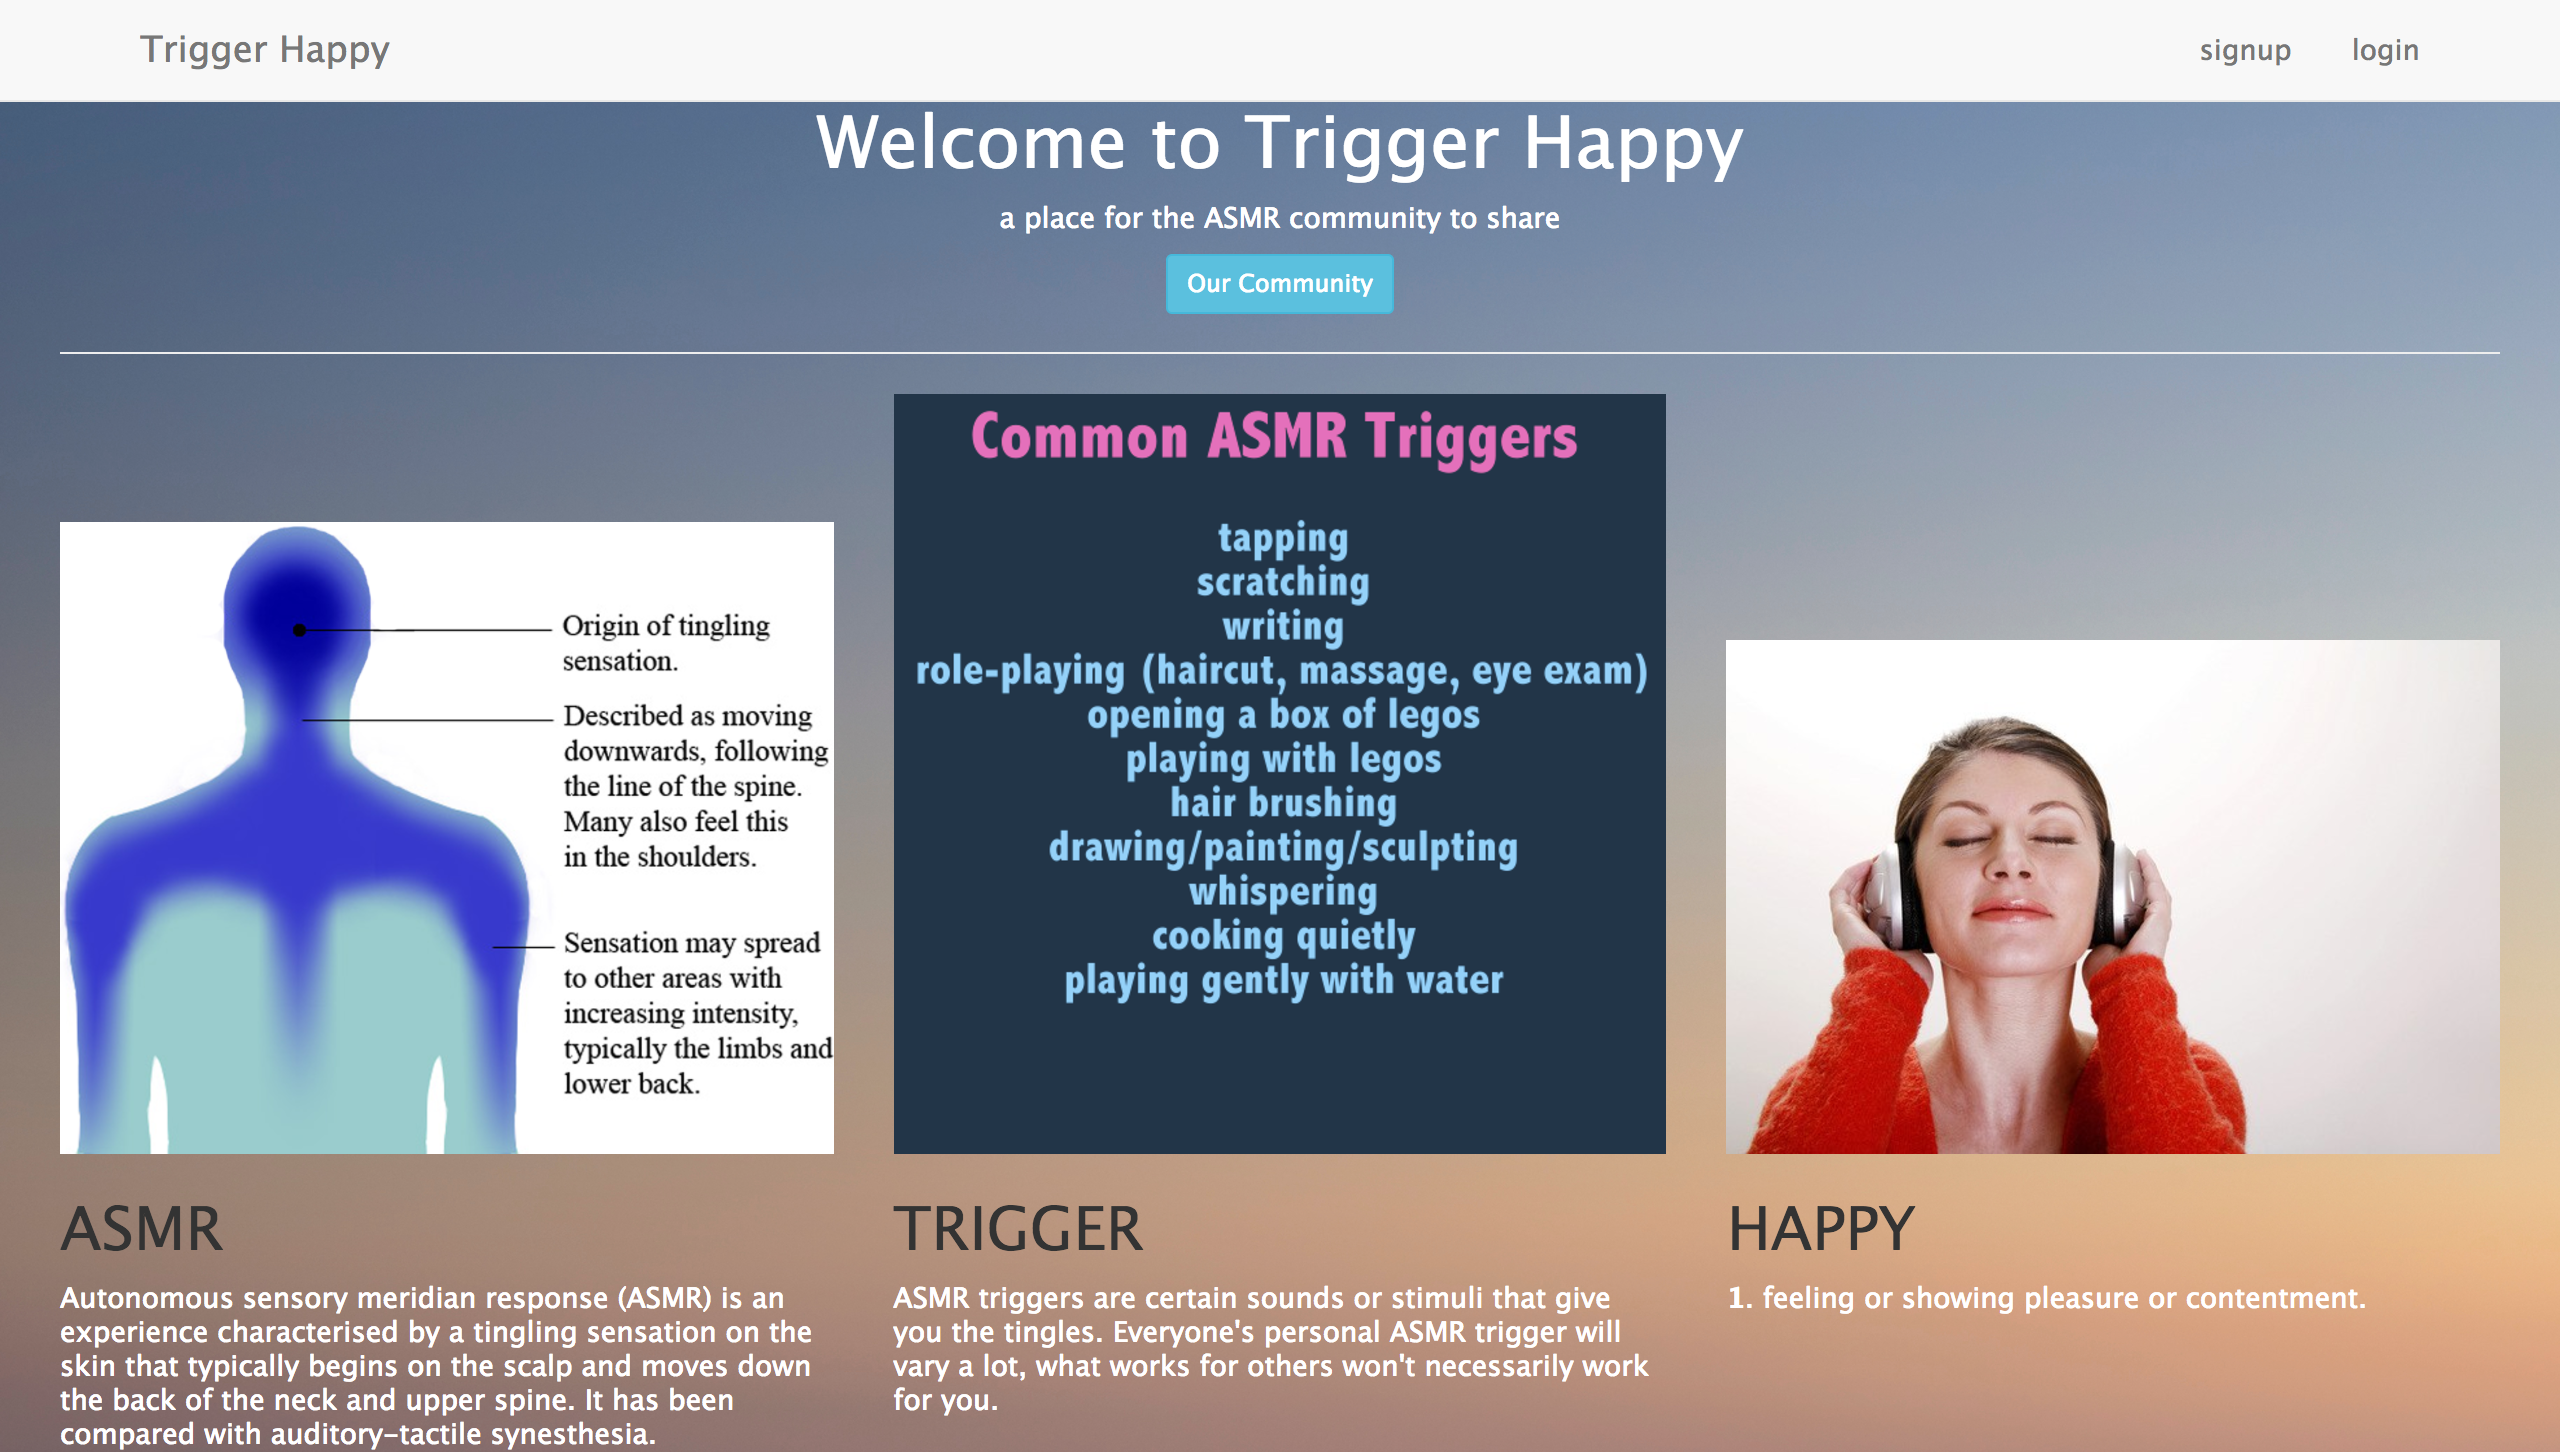 Trigger Happy
signup
login
Welcome to Trigger Happy
a place for the ASMR community to share
Our Community
Origin of tingling
sensation.
Described as moving
downwards, following
the line of the spine.
Many also feel this
in the shoulders.
Sensation may spread
to other areas with
increasing intensity,
typically the limbs and
lower back.
Common ASMR Triggers
tapping
scratching
writing
role-playing (haircut, massage, eye exam)
opening a box of legos
playing with legos
hair brushing
drawing/painting/sculpting
whispering
cooking quietly
playing gently with water
ASMR
Autonomous sensory meridian response (ASMR) is an
experience characterised by a tingling sensation on the
skin that typically begins on the scalp and moves down
the back of the neck and upper spine. It has been
compared with auditory-tactile synesthesia.
TRIGGER
ASMR triggers are certain sounds or stimuli that give
you the tingles. Everyone's personal ASMR trigger will
vary a lot, what works for others won't necessarily work
for you.
HAPPY
1. feeling or showing pleasure or contentment.